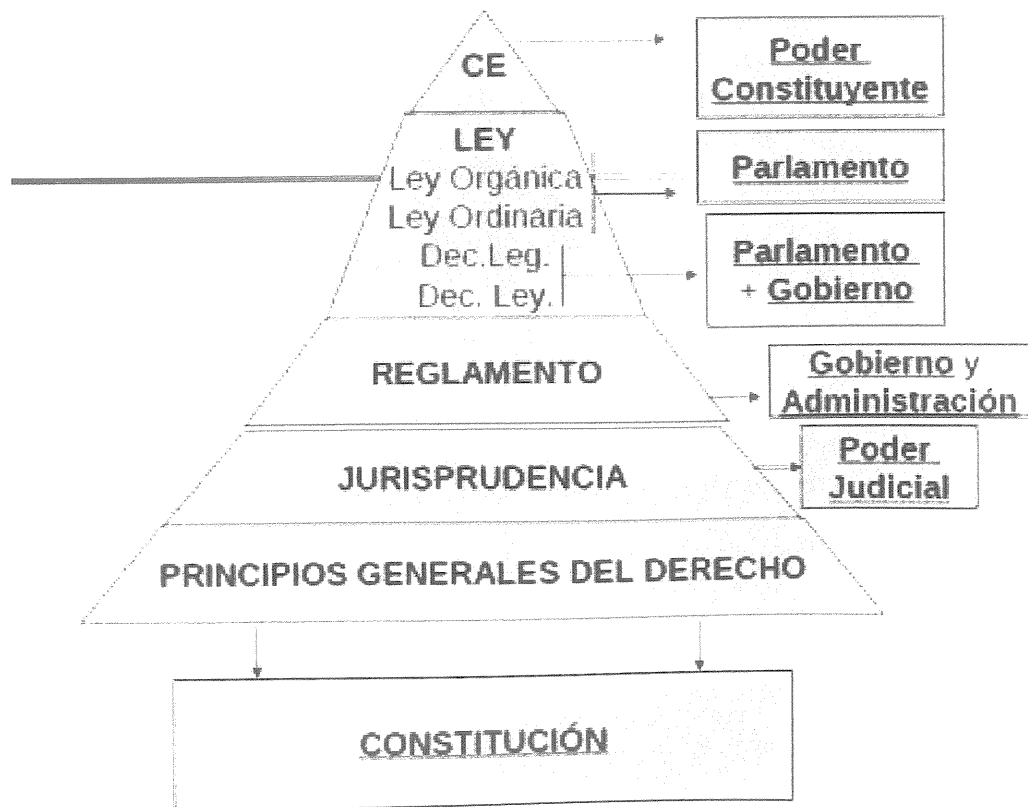 CE
Poder
Constituyente
LEY
Ley Orgánica
Ley Ordinaria
Parlamento
Dec.Leg.
Dec. Ley.
Parlamento
+ Gobierno
REGLAMENTO
Gobierno y
Administración
JURISPRUDENCIA
Poder
Judicial
PRINCIPIOS GENERALES DEL DERECHO
CONSTITUCIÓN